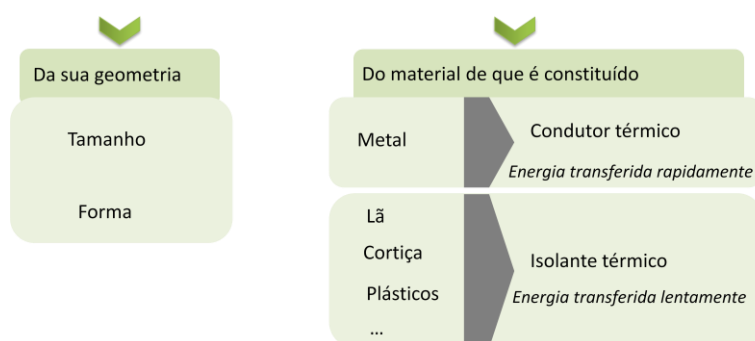 Da sua geometria
Tamanho
Forma
Do material de que é constituído
Metal
Condutor térmico
Energia transferida rapidamente
Lã
Cortiça
Plásticos
...
Isolante térmico
Energia transferida lentamente